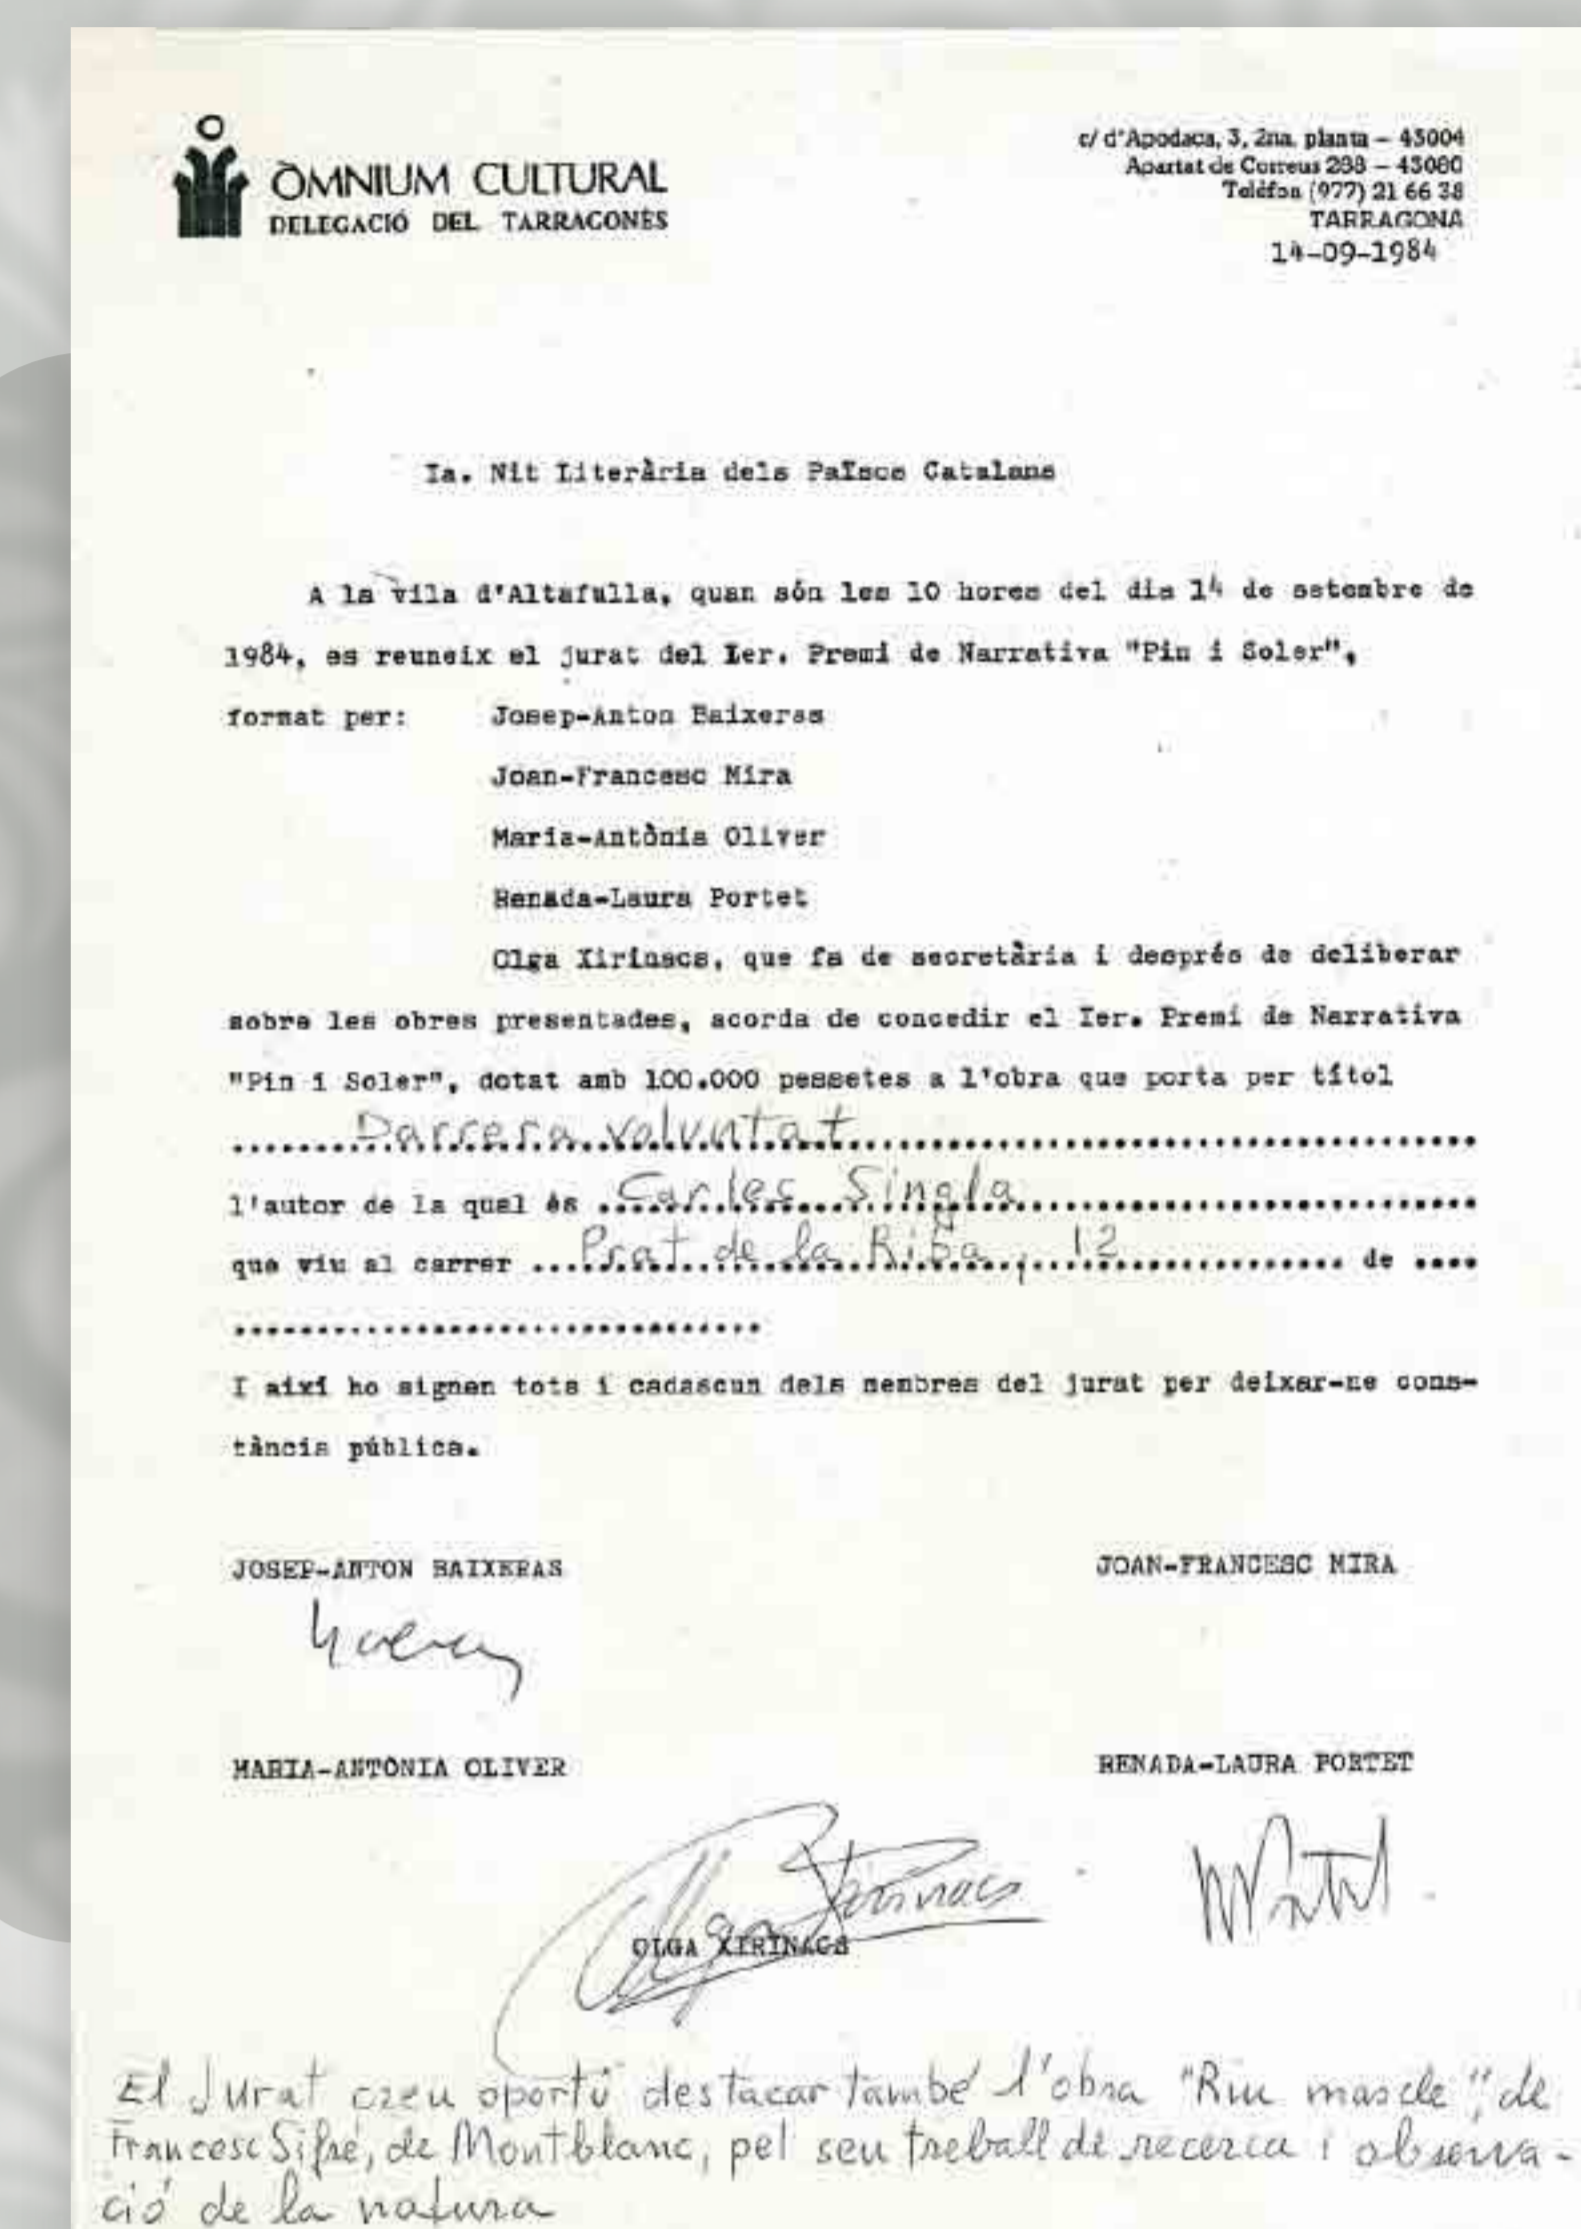 ÒMNIUM CULTURAL
DELEGACIÓ DEL TARRAGONÈS
c/ d'Apodaca, 3, 2na. planta – 43004
Apartat de Correus 288 – 43080
Telèfon (977) 21 66 38
TARRAGONA
14-09-1984
Ia. Nit Literària dels Països Catalans
A la vila d'Altafulla, quan són les 10 hores del dia 14 de setembre de
1984, es reuneix el jurat del Ier. Premi de Narrativa "Pin i Soler",
format per: Josep-Anton Baixeras
Joan-Francesc Mira
Maria-Antònia Oliver
Renada-Laura Portet
Olga Xirinacs, que fa de secretària i després de deliberar
sobre les obres presentades, acorda de concedir el Ier. Premi de Narrativa
"Pin i Soler", dotat amb 100.000 pessetes a l'obra que porta per títol
Darrera voluntat
l'autor de la qual és Carles Singla
que viu al carrer Prat de la Riba, 12 de ....
.................................
I així ho signen tots i cadascun dels membres del jurat per deixar-ne cons-
tància pública.
JOSEP-ANTON BAIXERAS JOAN-FRANCESC MIRA
MARIA-ANTÒNIA OLIVER RENADA-LAURA PORTET
Olga Xirinacs
OLGA XIRINACS
El Jurat creu oportú destacar també l'obra "Riu mascle", de
Francesc Sifré, de Montblanc, pel seu treball de recerca i observa-
ció de la natura